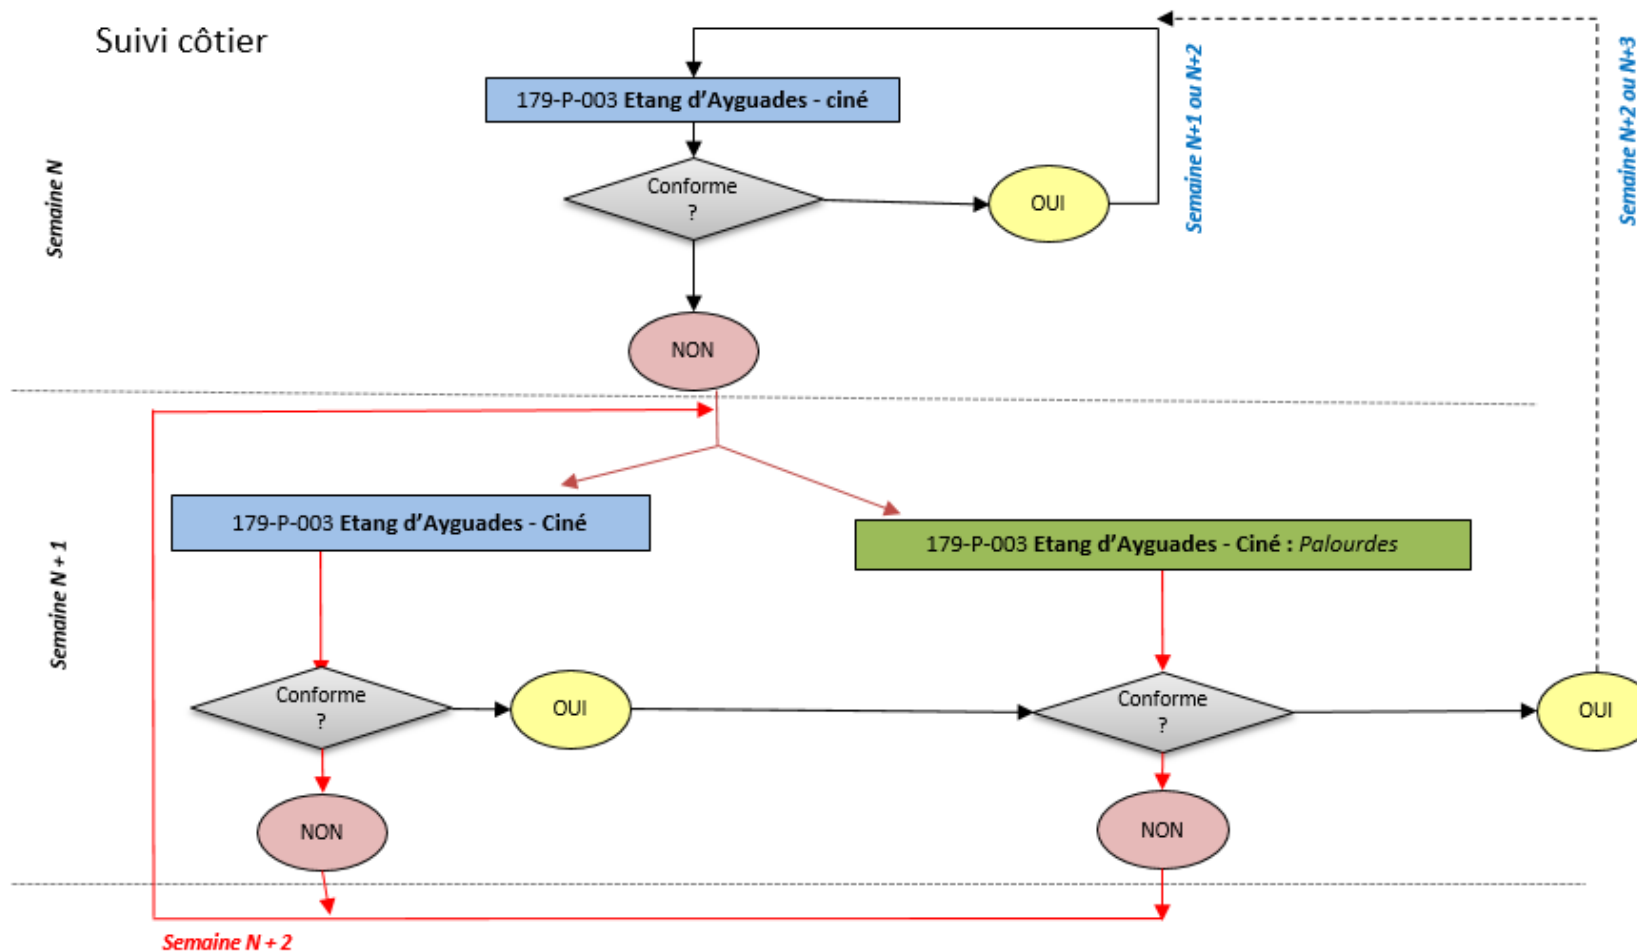 Suivi côtier
Semaine N
179-P-003 Etang d'Ayguades - ciné
Conforme
?
OUI
Semaine N+1 ou N+2
Semaine N+2 ou N+3
NON
Semaine N + 1
179-P-003 Etang d'Ayguades - Ciné
179-P-003 Etang d'Ayguades - Ciné : Palourdes
Conforme
?
OUI
Conforme
?
OUI
NON
NON
Semaine N + 2